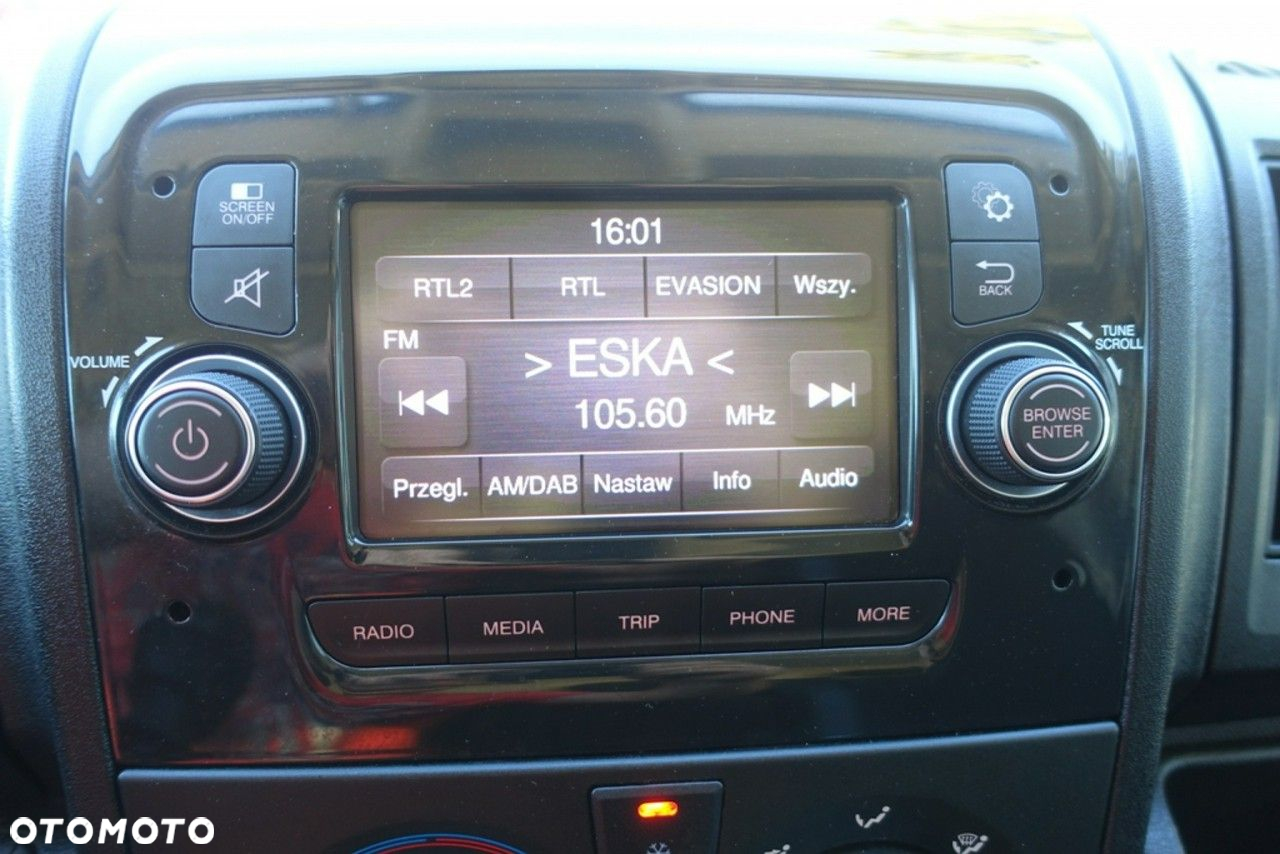 SCREEN
ON/OFF
16:01
RTL2 RTL EVASION Wszy.
BACK
FM
VOLUME
> ESKA <
TUNE
SCROLL
105.60 MHz
BROWSE
ENTER
Przegl. AM/DAB Nastaw Info Audio
RADIO MEDIA TRIP PHONE MORE
OTOMOTO